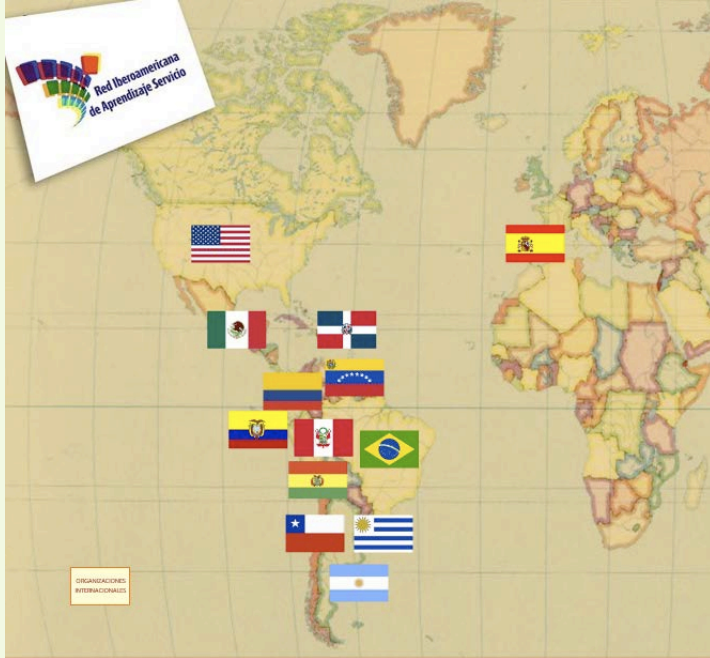 Red Iberoamericana
de Aprendizaje Servicio
ORGANIZACIONES
INTERNACIONALES